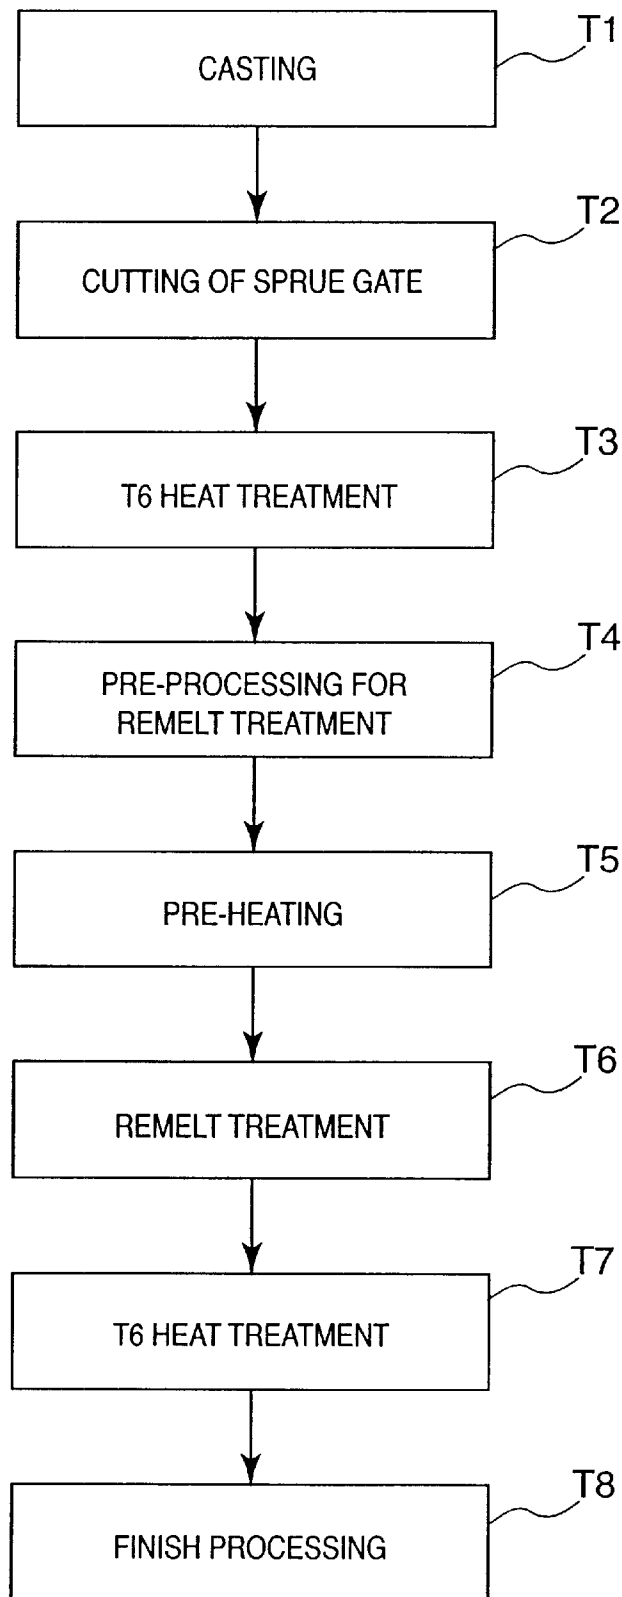 T1
CASTING
T2
CUTTING OF SPRUE GATE
T3
T6 HEAT TREATMENT
T4
PRE-PROCESSING FOR
REMELT TREATMENT
T5
PRE-HEATING
T6
REMELT TREATMENT
T7
T6 HEAT TREATMENT
T8
FINISH PROCESSING